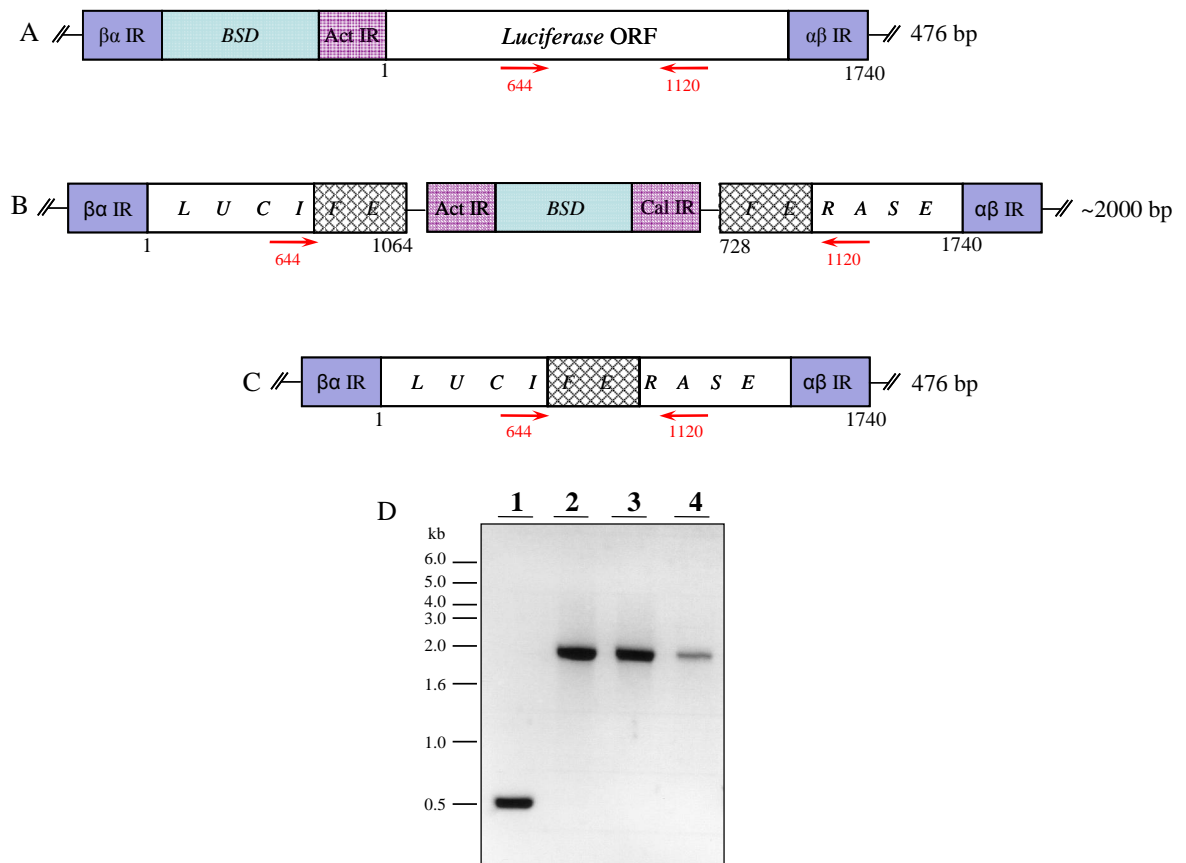 A βα IR BSD Act IR Luciferase ORF αβ IR 476 bp
1 644 1120 1740
B βα IR L U C I F E Act IR BSD Cal IR F E R A S E αβ IR ~2000 bp
1 644 1064 728 1120 1740
C βα IR L U C I F E R A S E αβ IR 476 bp
1 644 1120 1740
D 1 2 3 4
kb
6.0
5.0
4.0
3.0
2.0
1.6
1.0
0.5